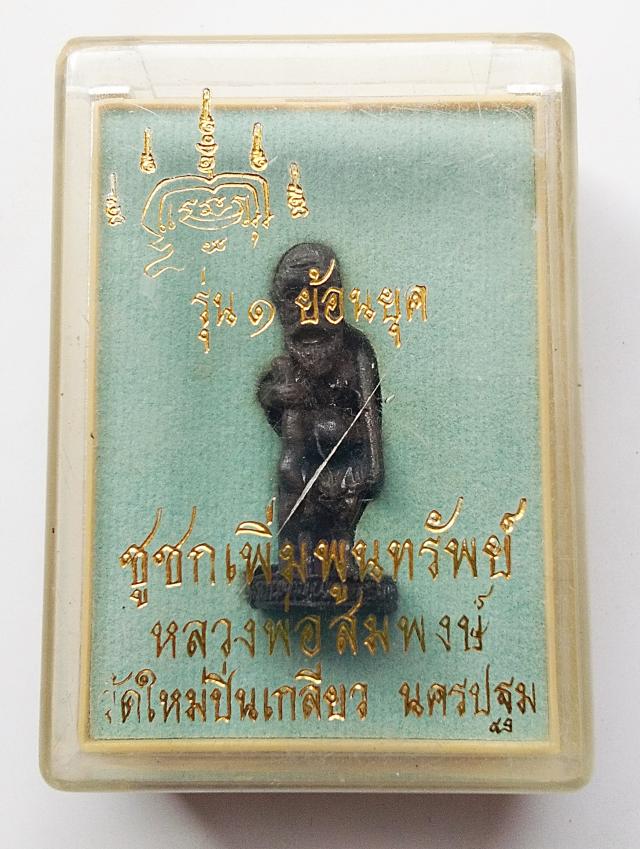 รุ่น ๑ ย้อนยุค
ชูชกเพิ่มพูนทรัพย์
หลวงพ่อสมพงษ์
วัดใหม่ปิ่นเกลียว นครปฐม